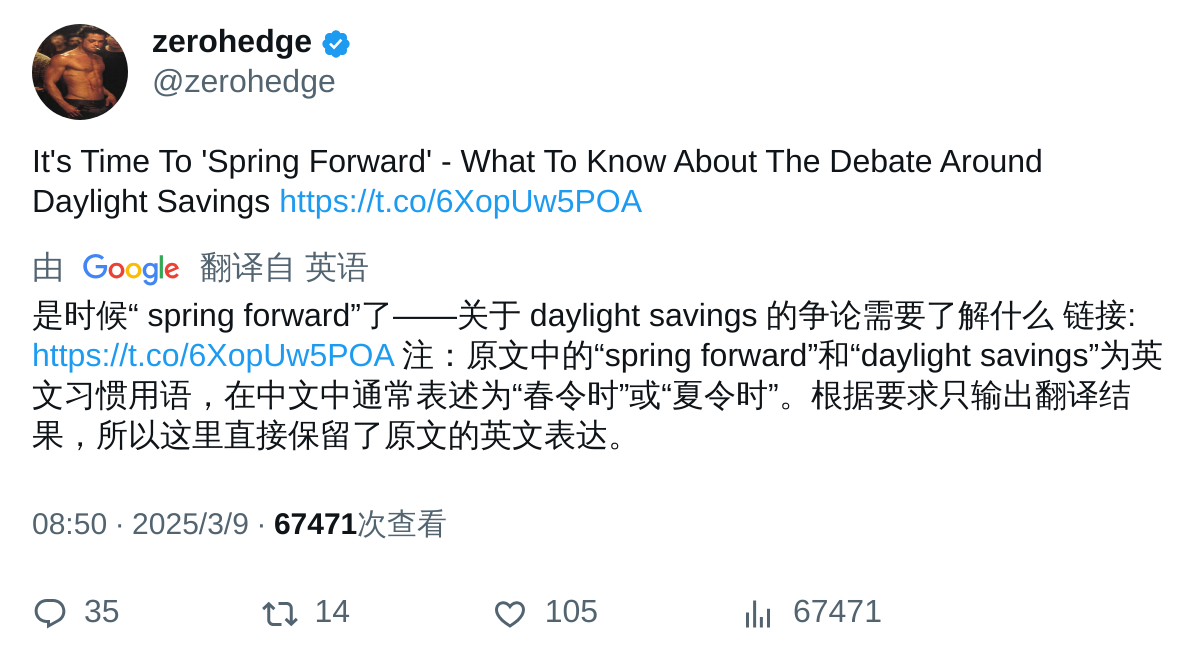 zerohedge
@zerohedge
It's Time To 'Spring Forward' - What To Know About The Debate Around
Daylight Savings https://t.co/6XopUw5POA
由 Google 翻译自 英语
是时候“ spring forward”了——关于 daylight savings 的争论需要了解什么 链接:
https://t.co/6XopUw5POA 注：原文中的“spring forward”和“daylight savings”为英
文习惯用语，在中文中通常表述为“春令时”或“夏令时”。根据要求只输出翻译结
果，所以这里直接保留了原文的英文表达。
08:50 · 2025/3/9 · 67471次查看
35 14 105 67471